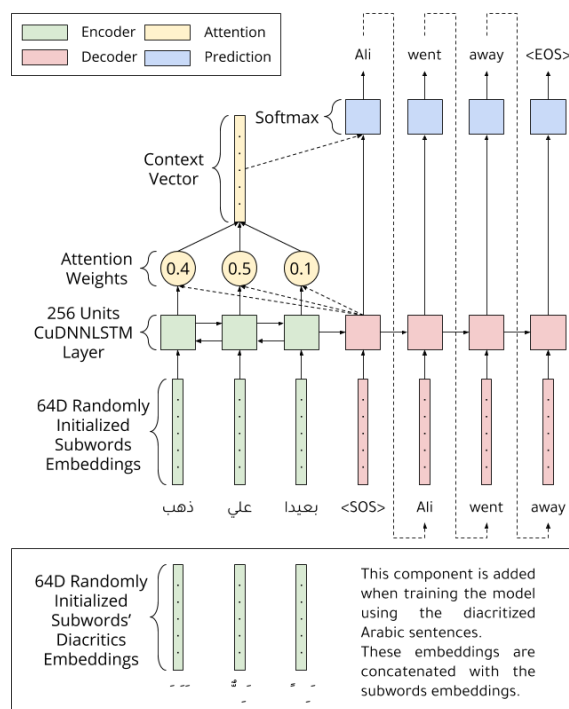 Encoder
Attention
Decoder
Prediction
Ali
went
away
<EOS>
Softmax
Context
Vector
Attention
Weights
0.4
0.5
0.1
256 Units
CuDNNLSTM
Layer
64D Randomly
Initialized
Subwords
Embeddings
ذهب
علي
بعيدا
<SOS>
Ali
went
away
64D Randomly
Initialized
Subwords’
Diacritics
Embeddings
This component is added
when training the model
using the diacritized
Arabic sentences.
These embeddings are
concatenated with the
subwords embeddings.